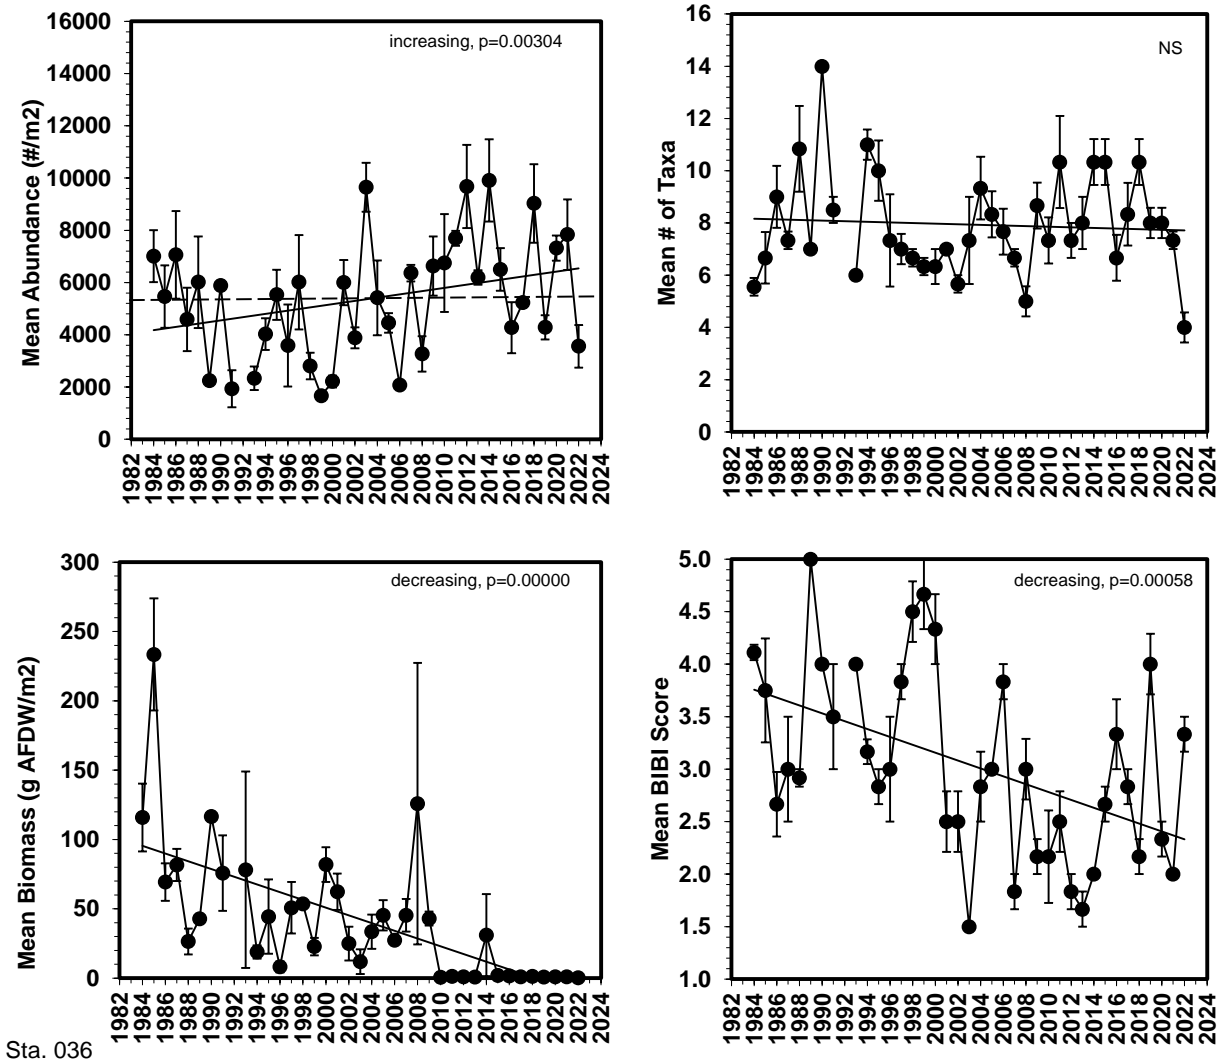 16000
14000
12000
10000
8000
6000
4000
2000
0
Mean Abundance (#/m2)
increasing, p=0.00304
1982 1984 1986 1988 1990 1992 1994 1996 1998 2000 2002 2004 2006 2008 2010 2012 2014 2016 2018 2020 2022 2024
16
14
12
10
8
6
4
2
0
Mean # of Taxa
NS
1982 1984 1986 1988 1990 1992 1994 1996 1998 2000 2002 2004 2006 2008 2010 2012 2014 2016 2018 2020 2022 2024
300
250
200
150
100
50
0
Mean Biomass (g AFDW/m2)
decreasing, p=0.00000
1982 1984 1986 1988 1990 1992 1994 1996 1998 2000 2002 2004 2006 2008 2010 2012 2014 2016 2018 2020 2022 2024
5.0
4.5
4.0
3.5
3.0
2.5
2.0
1.5
1.0
Mean BIBI Score
decreasing, p=0.00058
1982 1984 1986 1988 1990 1992 1994 1996 1998 2000 2002 2004 2006 2008 2010 2012 2014 2016 2018 2020 2022 2024
Sta. 036